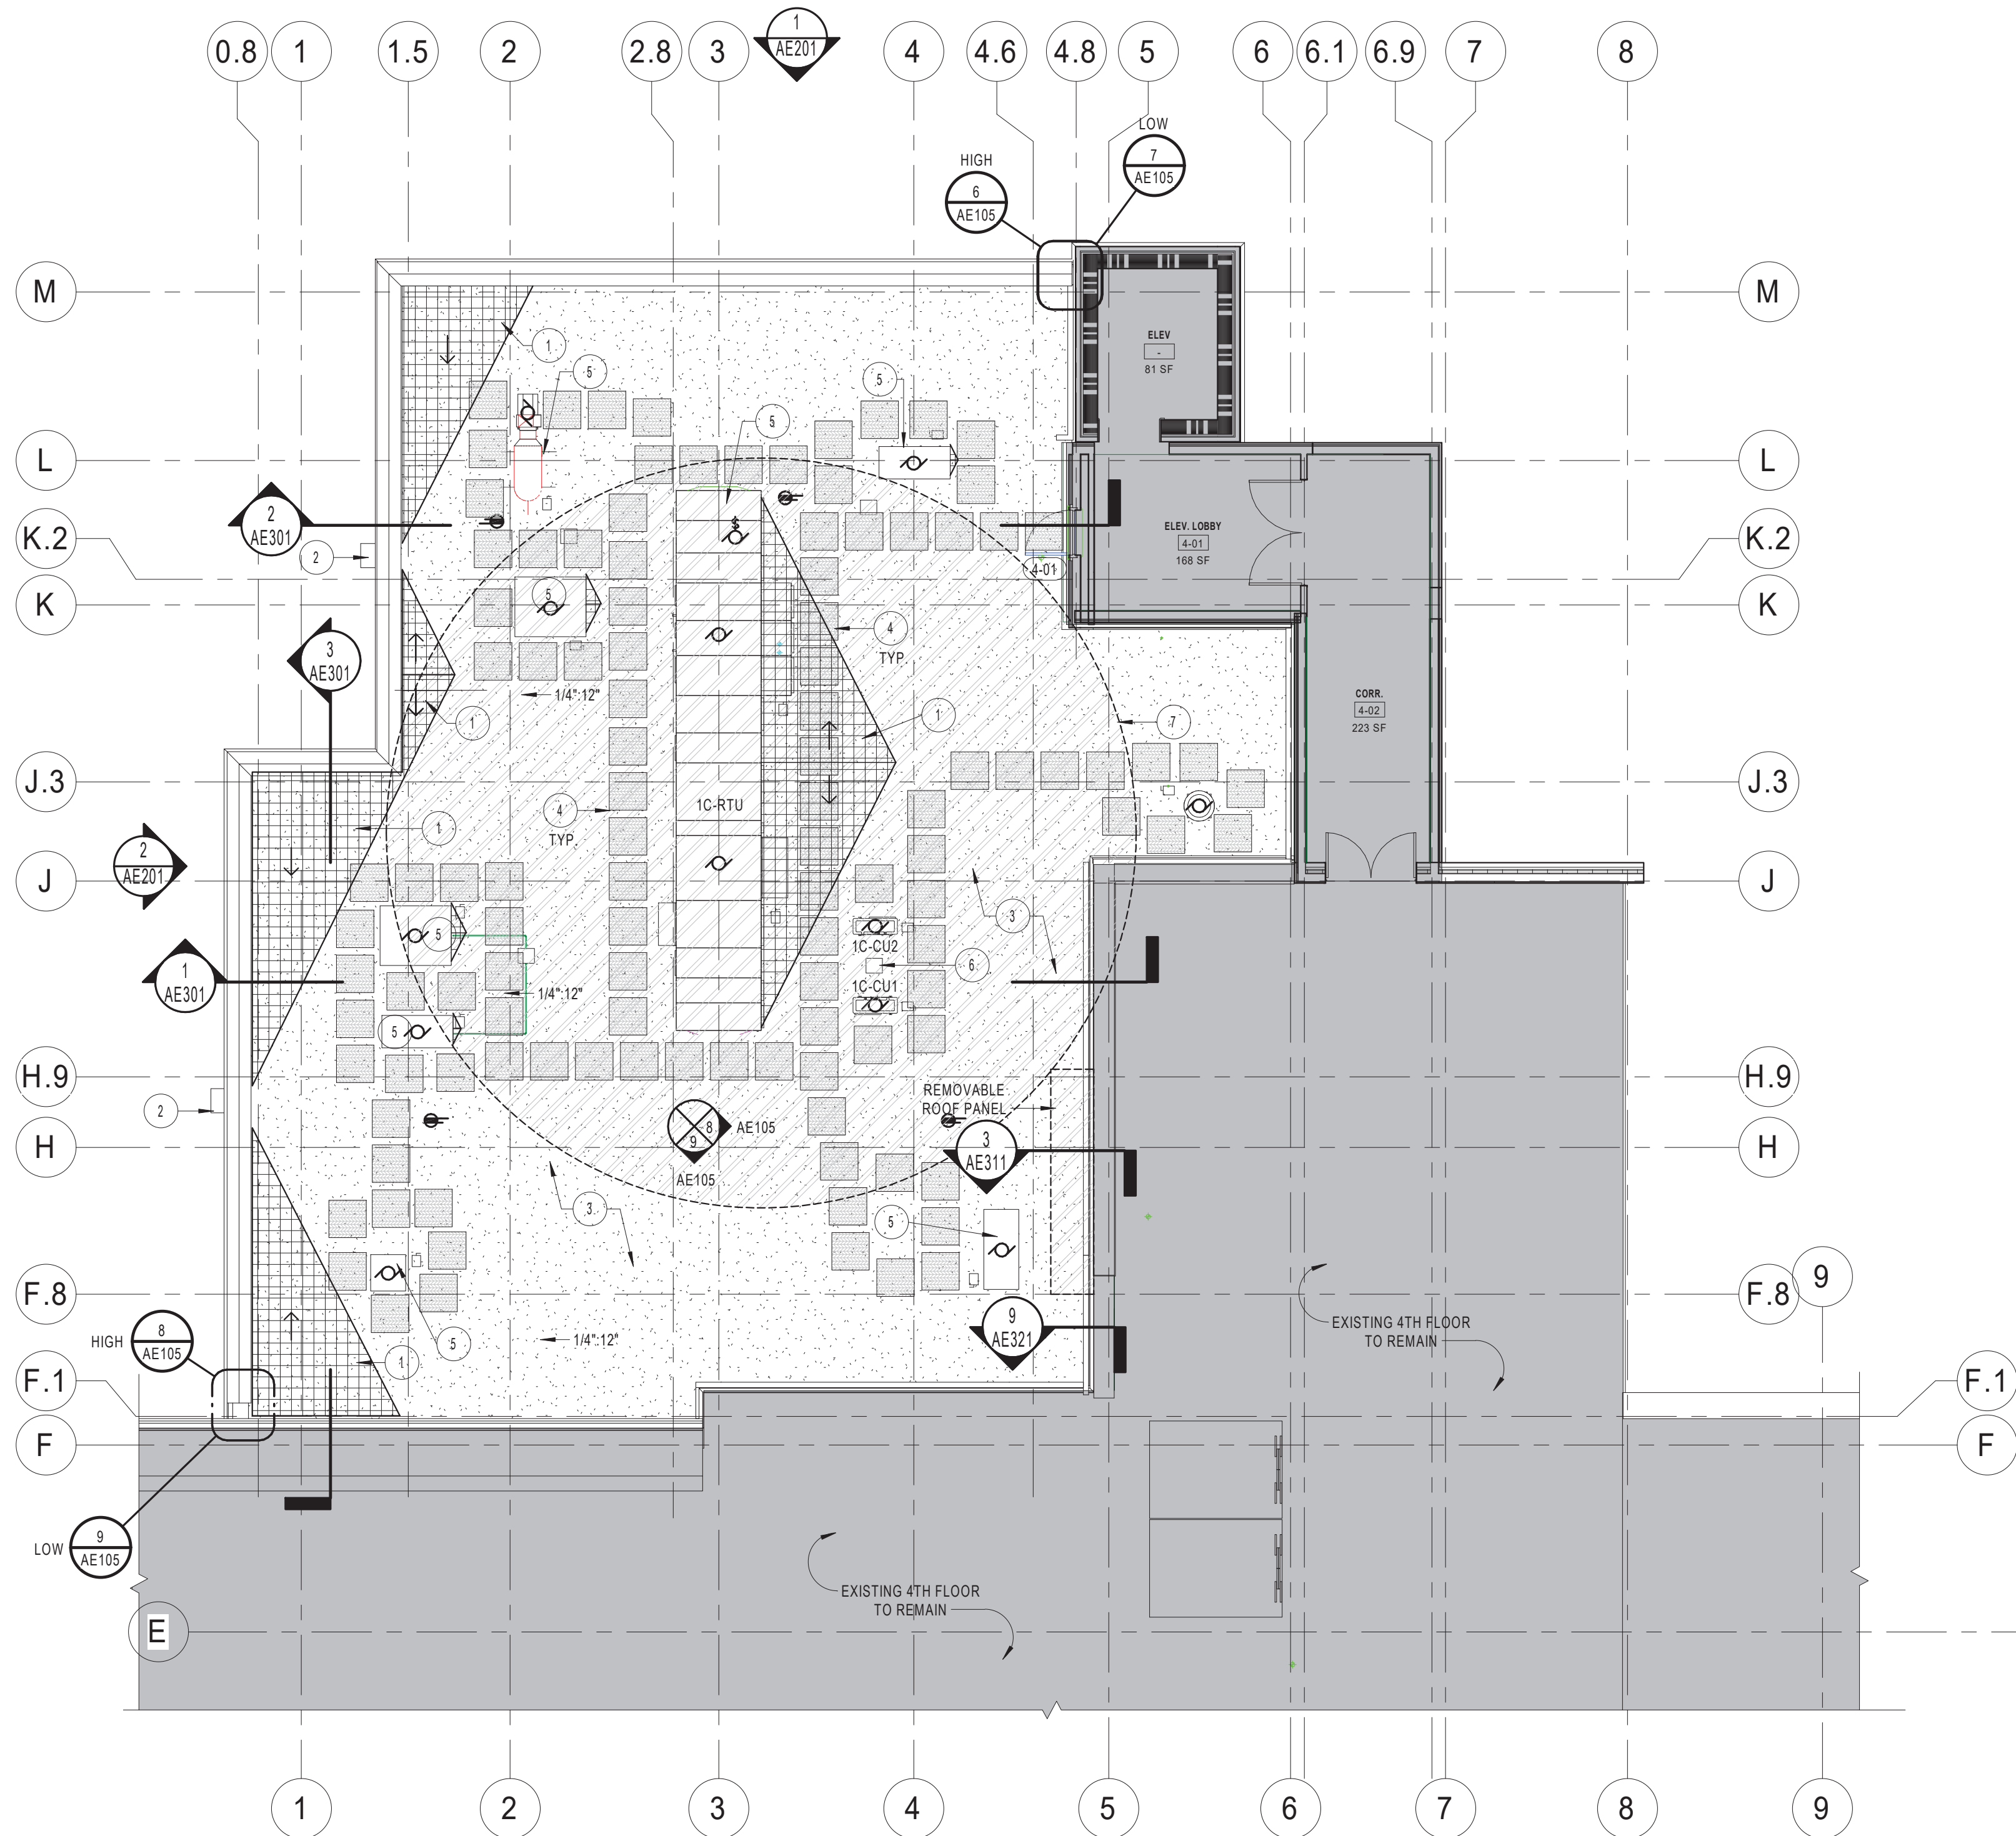 0.8
1
1.5
2
2.8
3
1
AE201
4
4.6
4.8
5
6
6.1
6.9
7
8
LOW
7
AE105
HIGH
6
AE105
M
M
ELEV
-
81 SF
1
5
5
5
L
L
2
AE301
K.2
2
ELEV. LOBBY
4-01
168 SF
K.2
4-01
5
K
K
4
TYP.
3
AE301
1/4":12"
1
1
7
CORR.
4-02
223 SF
J.3
J.3
1C-RTU
4
TYP.
1
2
AE201
J
J
5
3
1C-CU2
6
1C-CU1
1
AE301
1/4":12"
5
H.9
H.9
2
REMOVABLE
ROOF PANEL
8
9
AE105
AE105
H
H
3
AE311
3
5
F.8
F.8
9
8
AE105
HIGH
5
1/4":12"
9
AE321
EXISTING 4TH FLOOR
TO REMAIN
1
F.1
F.1
F
F
9
AE105
LOW
EXISTING 4TH FLOOR
TO REMAIN
E
1
2
3
4
5
6
7
8
9